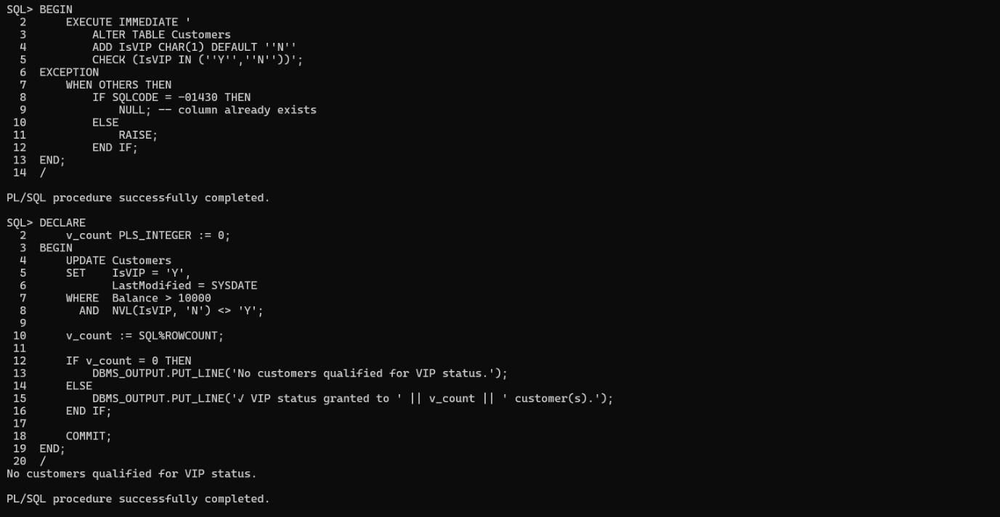 SQL> BEGIN
  2      EXECUTE IMMEDIATE '
  3          ALTER TABLE Customers
  4          ADD IsVIP CHAR(1) DEFAULT ''N''
  5          CHECK (IsVIP IN (''Y'',''N''))';
  6  EXCEPTION
  7      WHEN OTHERS THEN
  8          IF SQLCODE = -01430 THEN
  9              NULL; -- column already exists
 10          ELSE
 11              RAISE;
 12          END IF;
 13  END;
 14  /

PL/SQL procedure successfully completed.

SQL> DECLARE
  2      v_count PLS_INTEGER := 0;
  3  BEGIN
  4      UPDATE Customers
  5      SET    IsVIP = 'Y',
  6             LastModified = SYSDATE
  7      WHERE  Balance > 10000
  8        AND  NVL(IsVIP, 'N') <> 'Y';
  9
 10      v_count := SQL%ROWCOUNT;
 11
 12      IF v_count = 0 THEN
 13          DBMS_OUTPUT.PUT_LINE('No customers qualified for VIP status.');
 14      ELSE
 15          DBMS_OUTPUT.PUT_LINE('√ VIP status granted to ' || v_count || ' customer(s).');
 16      END IF;
 17
 18      COMMIT;
 19  END;
 20  /
No customers qualified for VIP status.

PL/SQL procedure successfully completed.